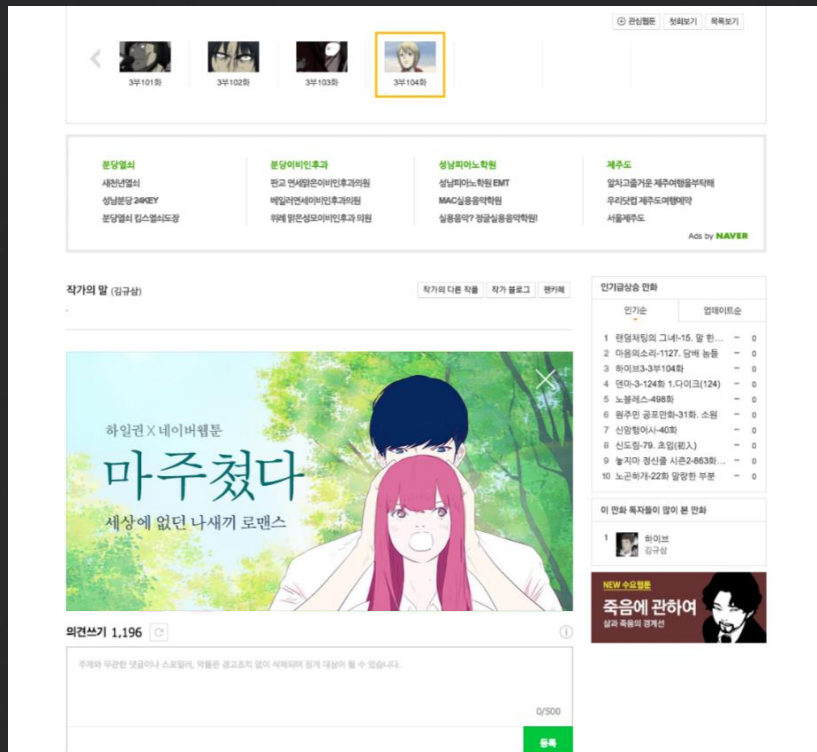 관심웹툰 첫회보기 목록보기
3부101화 3부102화 3부103화 3부104화
분당열쇠
새천년열쇠
성남분당 24KEY
분당열쇠 킹스열쇠도장
분당이비인후과
판교 연세맑은이비인후과의원
베일러연세이비인후과의원
위례 맑은성모이비인후과 의원
성남피아노학원
성남피아노학원 EMT
MAC실용음악학원
실용음악? 정글실용음악학원!
제주도
알차고즐거운 제주여행을부탁해
우리닷컴 제주도여행예약
서울제주도
Ads by NAVER
작가의 말 (김규삼)
작가의 다른 작품 작가 블로그 팬카페
하일권 X 네이버웹툰
마주쳤다
세상에 없던 나새끼 로맨스
의견쓰기 1,196
주제와 무관한 댓글이나 스포일러, 악플은 경고조치 없이 삭제되며 징계 대상이 될 수 있습니다.
0/500
등록
인기급상승 만화
인기순 업데이트순
1 랜덤채팅의 그녀!-15. 말 한... – 0
2 마음의소리-1127. 담배 농들 – 0
3 하이브3-3부104화 – 0
4 덴마-3-124화 1.다이크(124) – 0
5 노블레스-498화 – 0
6 원주민 공포만화-31화. 소원 – 0
7 신암행어사-40화 – 0
8 신도림-79. 초입(初入) – 0
9 놓지마 정신줄 시즌2-863화... – 0
10 노곤하개-22화 말랑한 부분 – 0
이 만화 독자들이 많이 본 만화
1 하이브
김규삼
NEW 수요웹툰
죽음에 관하여
삶과 죽음의 경계선